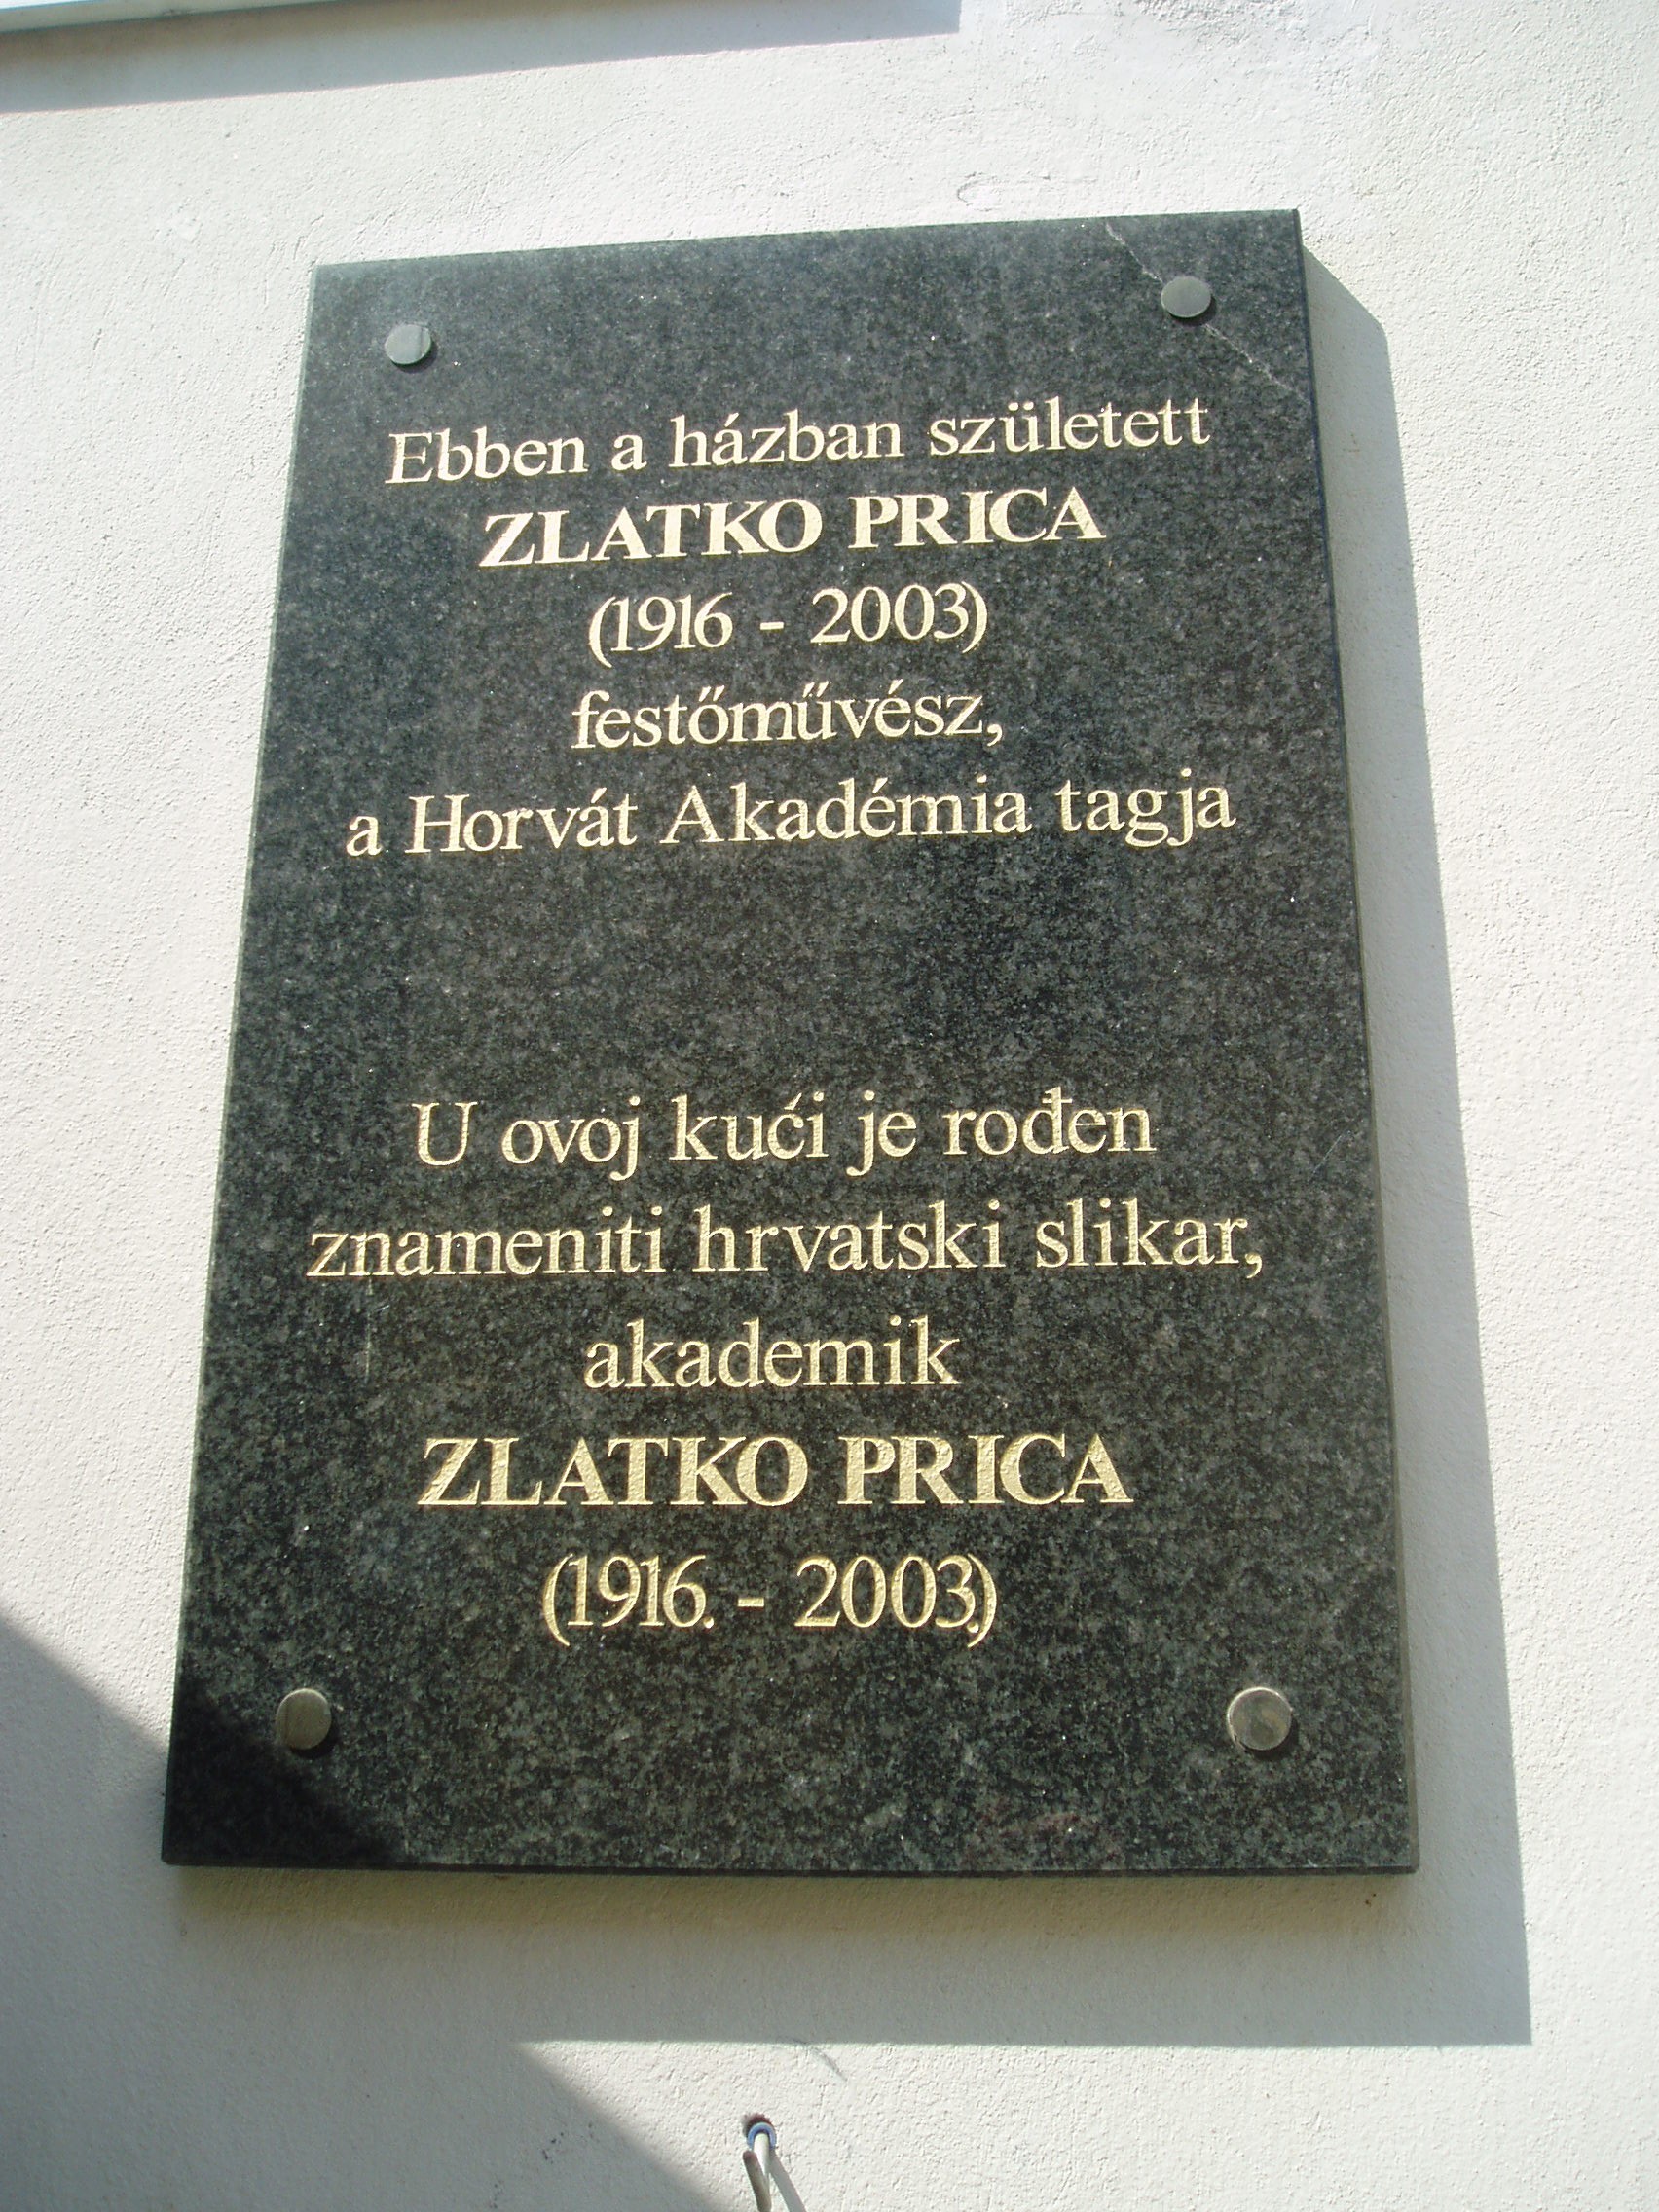 Ebben a házban született
ZLATKO PRICA
(1916 - 2003)
festőművész,
a Horvát Akadémia tagja
U ovoj kući je rođen
znameniti hrvatski slikar,
akademik
ZLATKO PRICA
(1916. - 2003.)